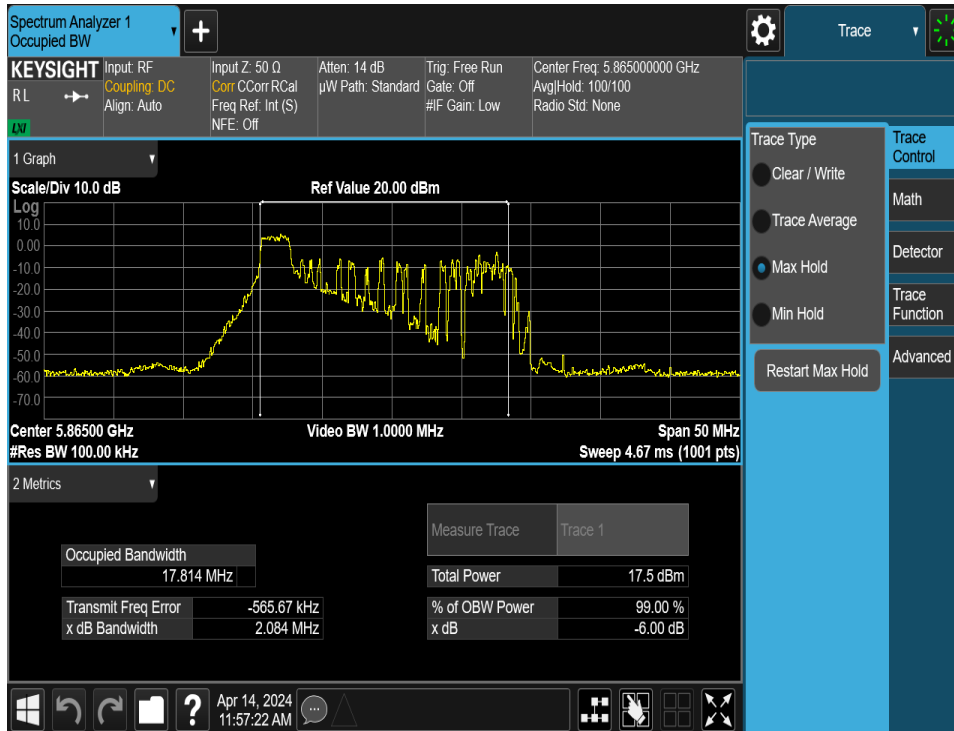 Spectrum Analyzer 1
Occupied BW
+
Trace
KEYSIGHT
R L
LXI
Input: RF
Coupling: DC
Align: Auto
Input Z: 50 Ω
Corr CCorr RCal
Freq Ref: Int (S)
NFE: Off
Atten: 14 dB
µW Path: Standard
Trig: Free Run
Gate: Off
#IF Gain: Low
Center Freq: 5.865000000 GHz
Avg|Hold: 100/100
Radio Std: None
1 Graph
Scale/Div 10.0 dB
Ref Value 20.00 dBm
Log
10.0
0.00
-10.0
-20.0
-30.0
-40.0
-50.0
-60.0
-70.0
Center 5.86500 GHz
Video BW 1.0000 MHz
Span 50 MHz
#Res BW 100.00 kHz
Sweep 4.67 ms (1001 pts)
2 Metrics
Measure Trace
Trace 1
Occupied Bandwidth
17.814 MHz
Total Power
17.5 dBm
Transmit Freq Error
-565.67 kHz
% of OBW Power
99.00 %
x dB Bandwidth
2.084 MHz
x dB
-6.00 dB
Trace Type
Clear / Write
Trace Average
Max Hold
Min Hold
Restart Max Hold
Trace
Control
Math
Detector
Trace
Function
Advanced
?
Apr 14, 2024
11:57:22 AM